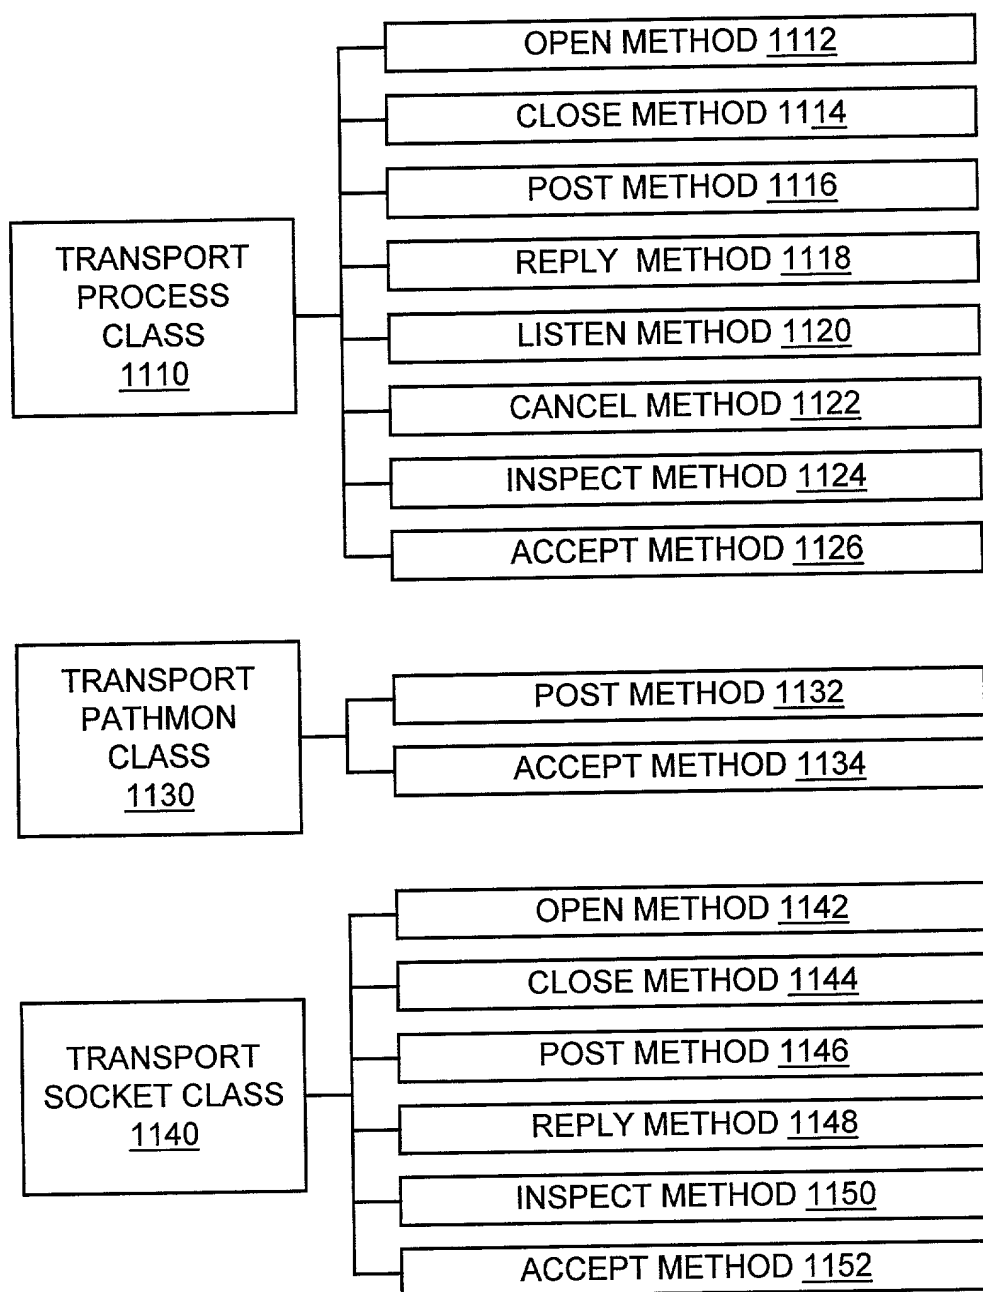 OPEN METHOD 1112
CLOSE METHOD 1114
POST METHOD 1116
REPLY METHOD 1118
LISTEN METHOD 1120
CANCEL METHOD 1122
INSPECT METHOD 1124
ACCEPT METHOD 1126
TRANSPORT
PROCESS
CLASS
1110
POST METHOD 1132
ACCEPT METHOD 1134
TRANSPORT
PATHMON
CLASS
1130
OPEN METHOD 1142
CLOSE METHOD 1144
POST METHOD 1146
REPLY METHOD 1148
INSPECT METHOD 1150
ACCEPT METHOD 1152
TRANSPORT
SOCKET CLASS
1140